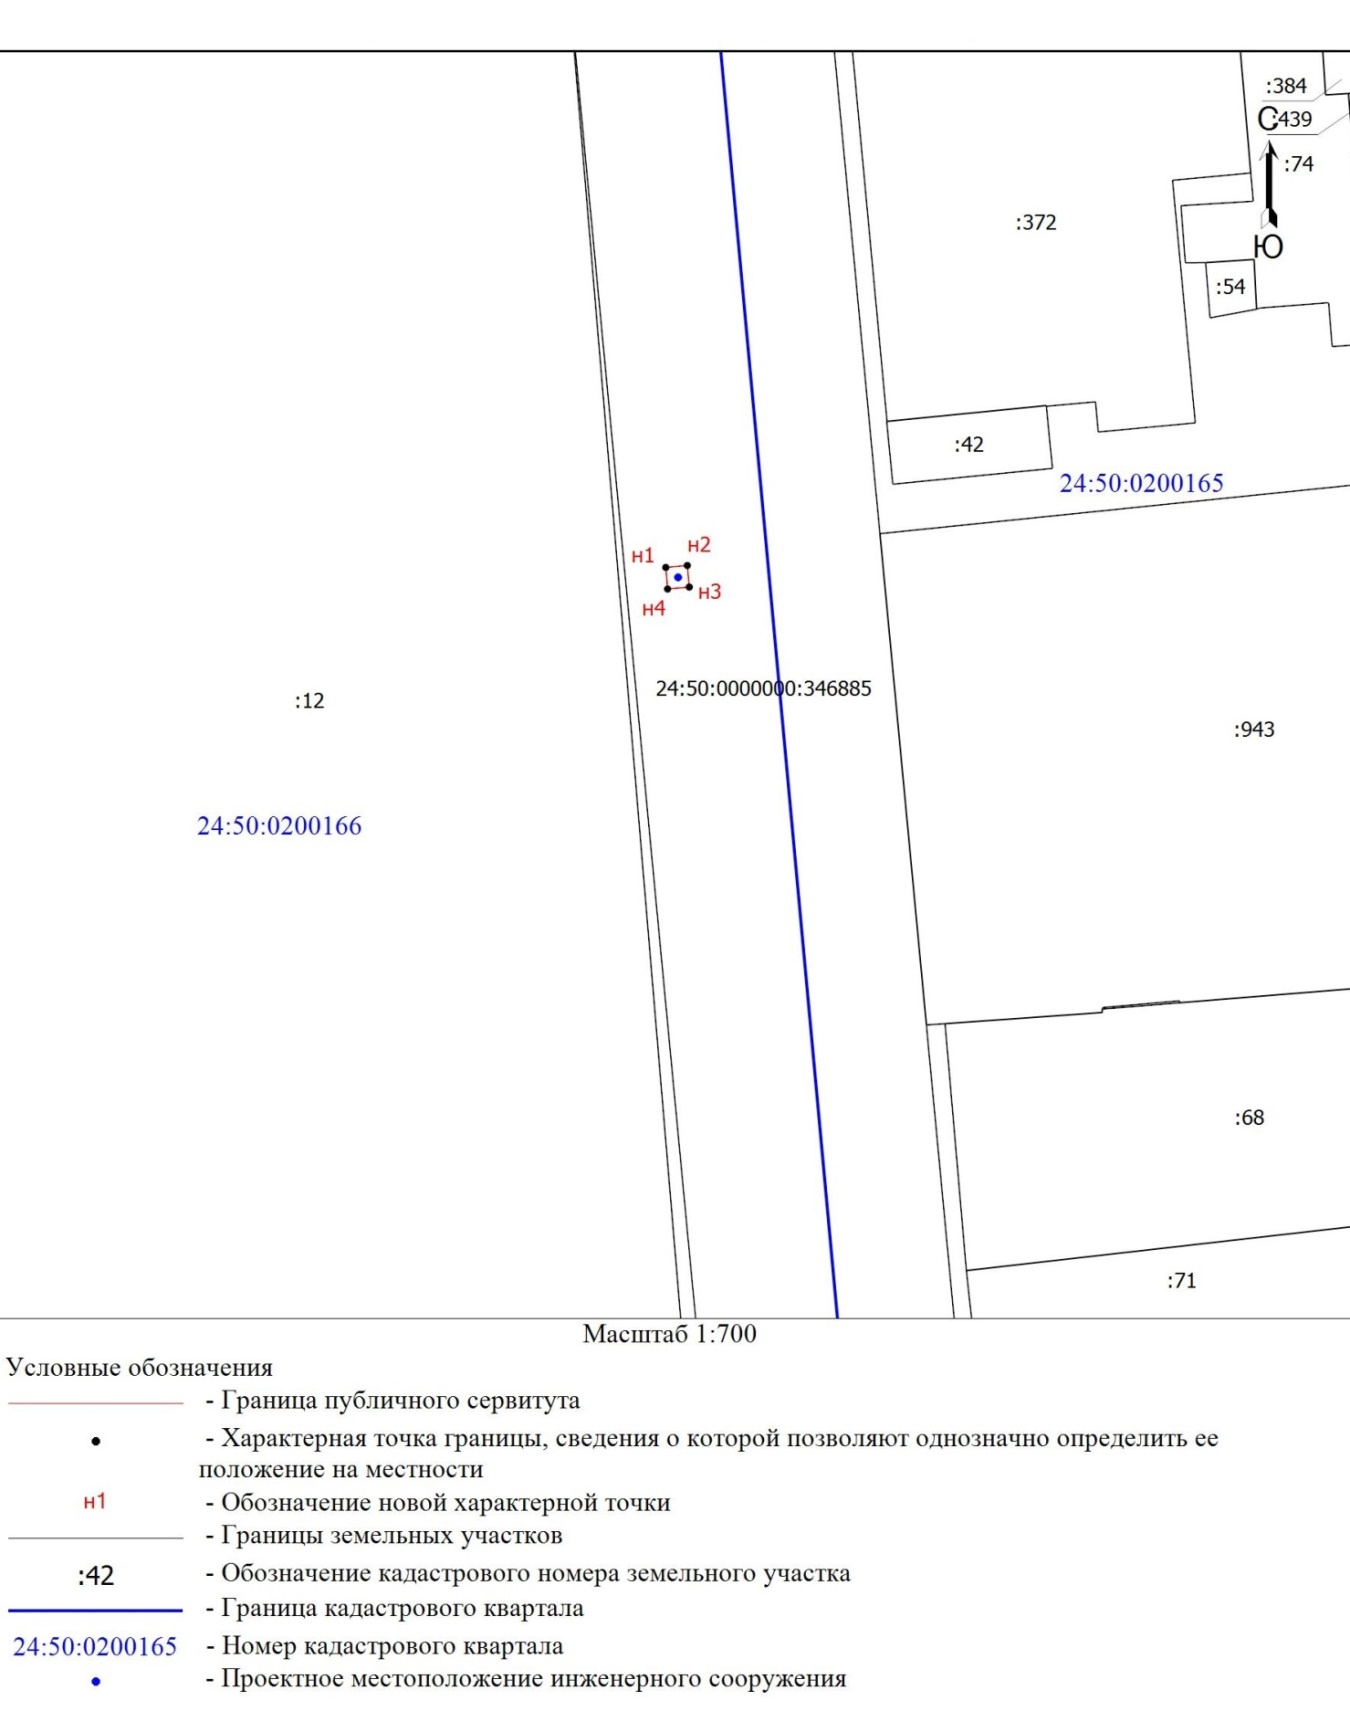 :384
С
:439
:74
:372
Ю
:54
:42
24:50:0200165
н1
н2
н3
н4
24:50:0000000:346885
:12
:943
24:50:0200166
:68
:71
Масштаб 1:700
Условные обозначения
- Граница публичного сервитута
- Характерная точка границы, сведения о которой позволяют однозначно определить ее
положение на местности
н1 - Обозначение новой характерной точки
- Границы земельных участков
:42 - Обозначение кадастрового номера земельного участка
- Граница кадастрового квартала
24:50:0200165 - Номер кадастрового квартала
- Проектное местоположение инженерного сооружения